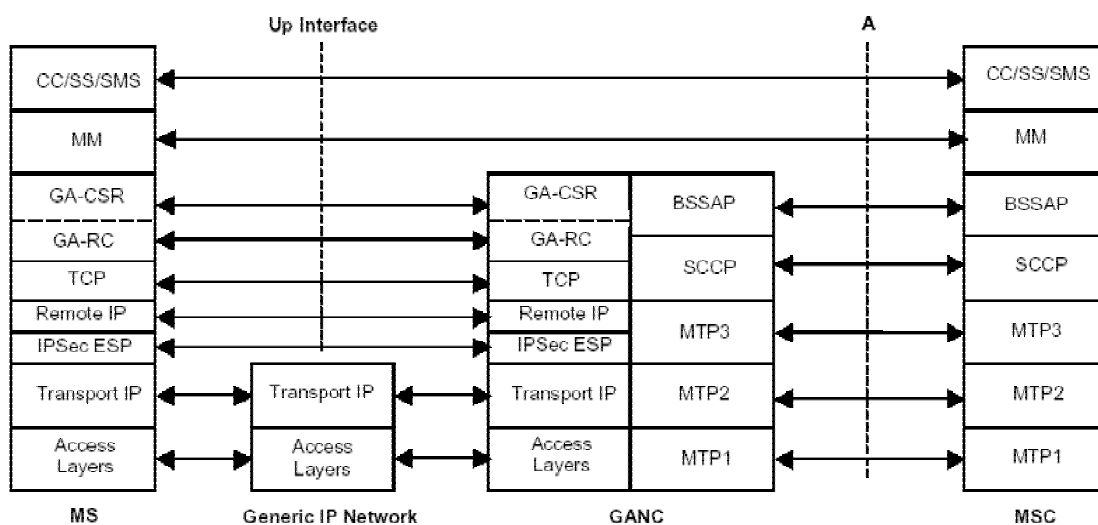 Up Interface
A
CC/SS/SMS
CC/SS/SMS
MM
MM
GA-CSR
GA-CSR
BSSAP
BSSAP
GA-RC
GA-RC
SCCP
SCCP
TCP
TCP
Remote IP
Remote IP
MTP3
MTP3
IPSec ESP
IPSec ESP
Transport IP
Transport IP
Transport IP
MTP2
MTP2
Access
Layers
Access
Layers
Access
Layers
MTP1
MTP1
MS
Generic IP Network
GANC
MSC